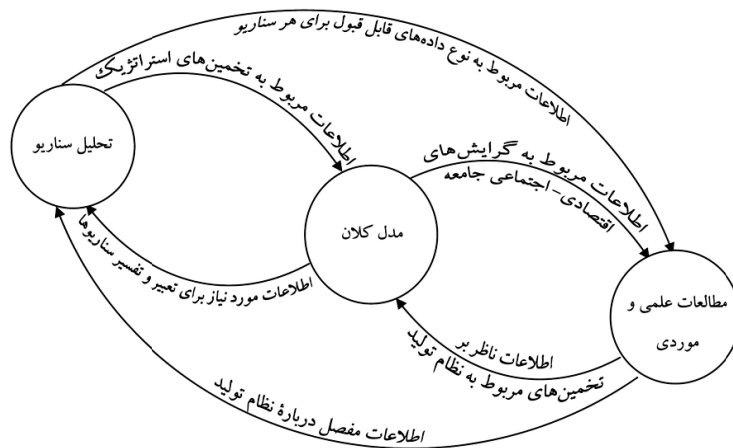 اطلاعات مربوط به نوع داده‌های قابل قبول برای هر سناریو
اطلاعات مربوط به تخمین‌های استراتژیک
تحلیل سناریو
اطلاعات مربوط به گرایش‌های
اقتصادی- اجتماعی جامعه
مدل کلان
اطلاعات مورد نیاز برای تعبیر و تفسیر سناریوها
مطالعات علمی و
موردی
اطلاعات ناظر بر
تخمین‌های مربوط به نظام تولید
اطلاعات مفصل دربارهٔ نظام تولید